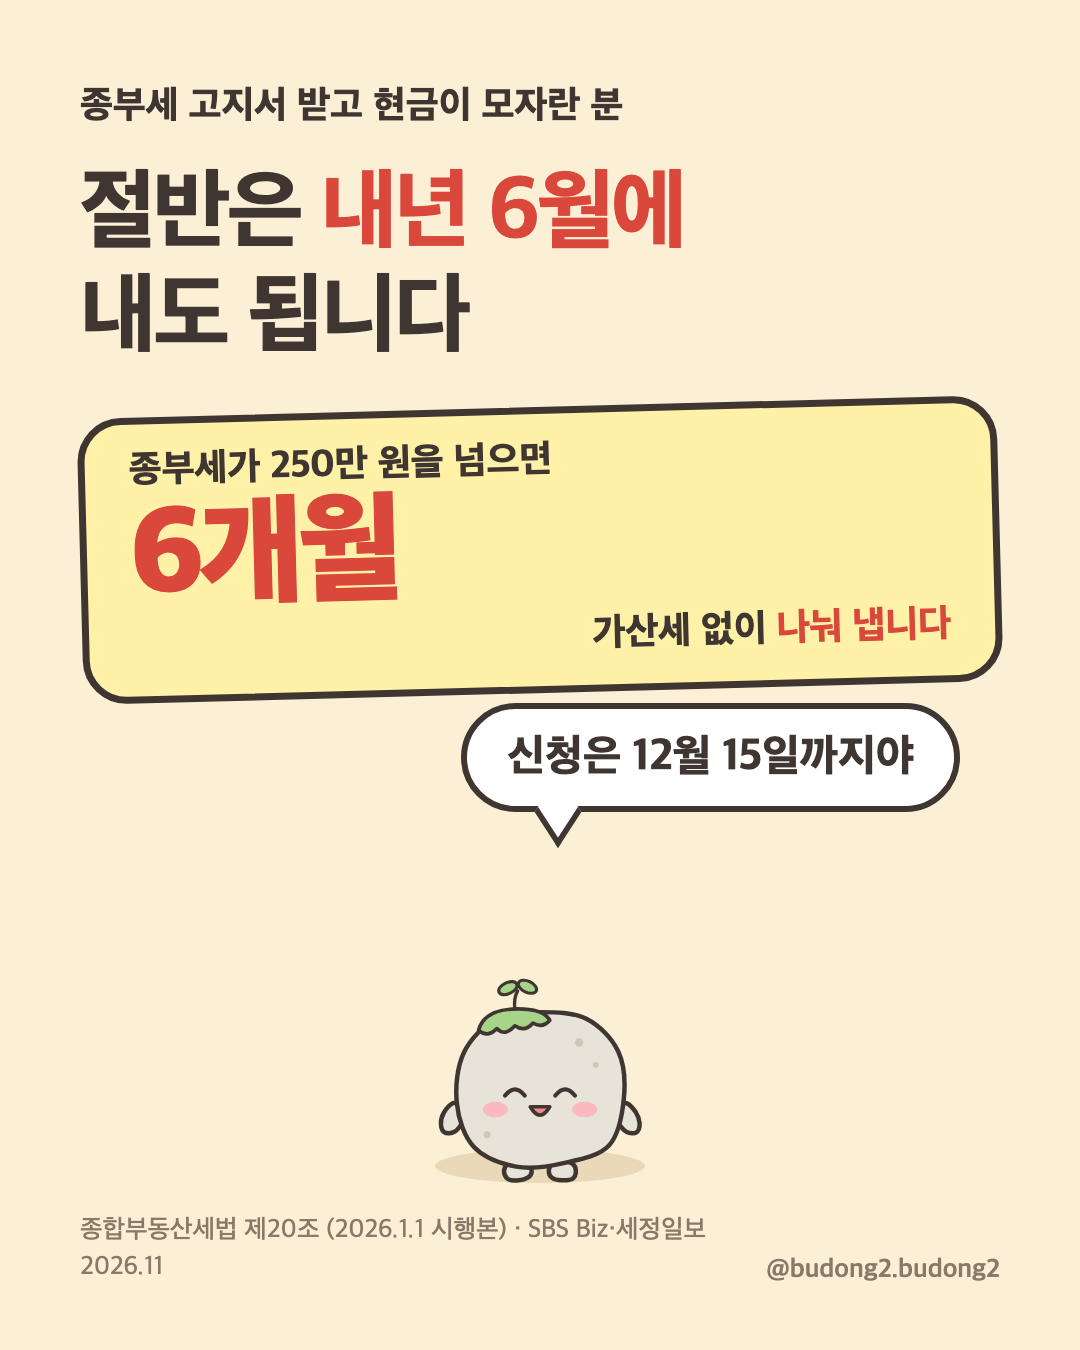 종부세 고지서 받고 현금이 모자란 분
절반은 내년 6월에
내도 됩니다
종부세가 250만 원을 넘으면
6개월
가산세 없이 나눠 냅니다
신청은 12월 15일까지야
종합부동산세법 제20조 (2026.1.1 시행본) · SBS Biz·세정일보
2026.11
@budong2.budong2